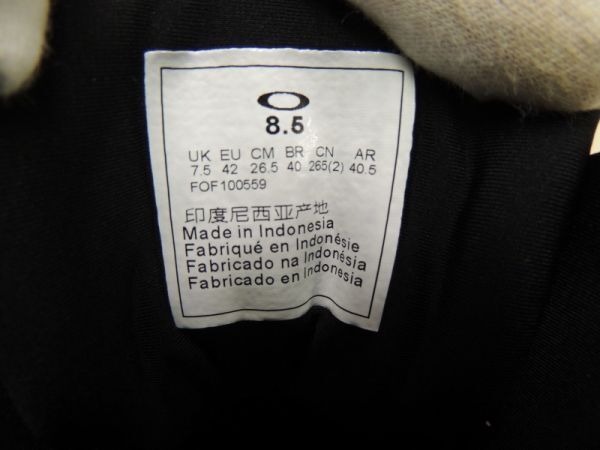 8.5
UK EU CM BR CN AR
7.5 42 26.5 40 265(2) 40.5
FOF100559
印度尼西亚产地
Made in Indonesia
Fabriqué en Indonésie
Fabricado na Indonésia
Fabricado en Indonesia